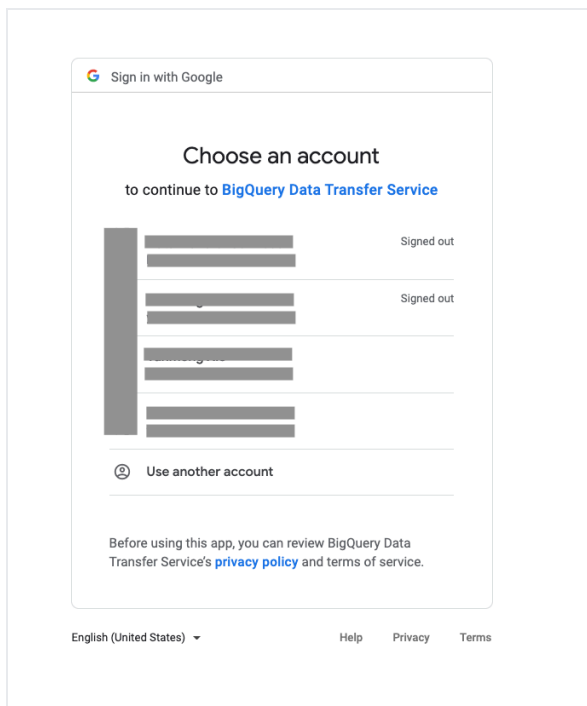 Sign in with Google
Choose an account
to continue to BigQuery Data Transfer Service
Signed out
Signed out
Use another account
Before using this app, you can review BigQuery Data
Transfer Service's privacy policy and terms of service.
English (United States)
Help Privacy Terms